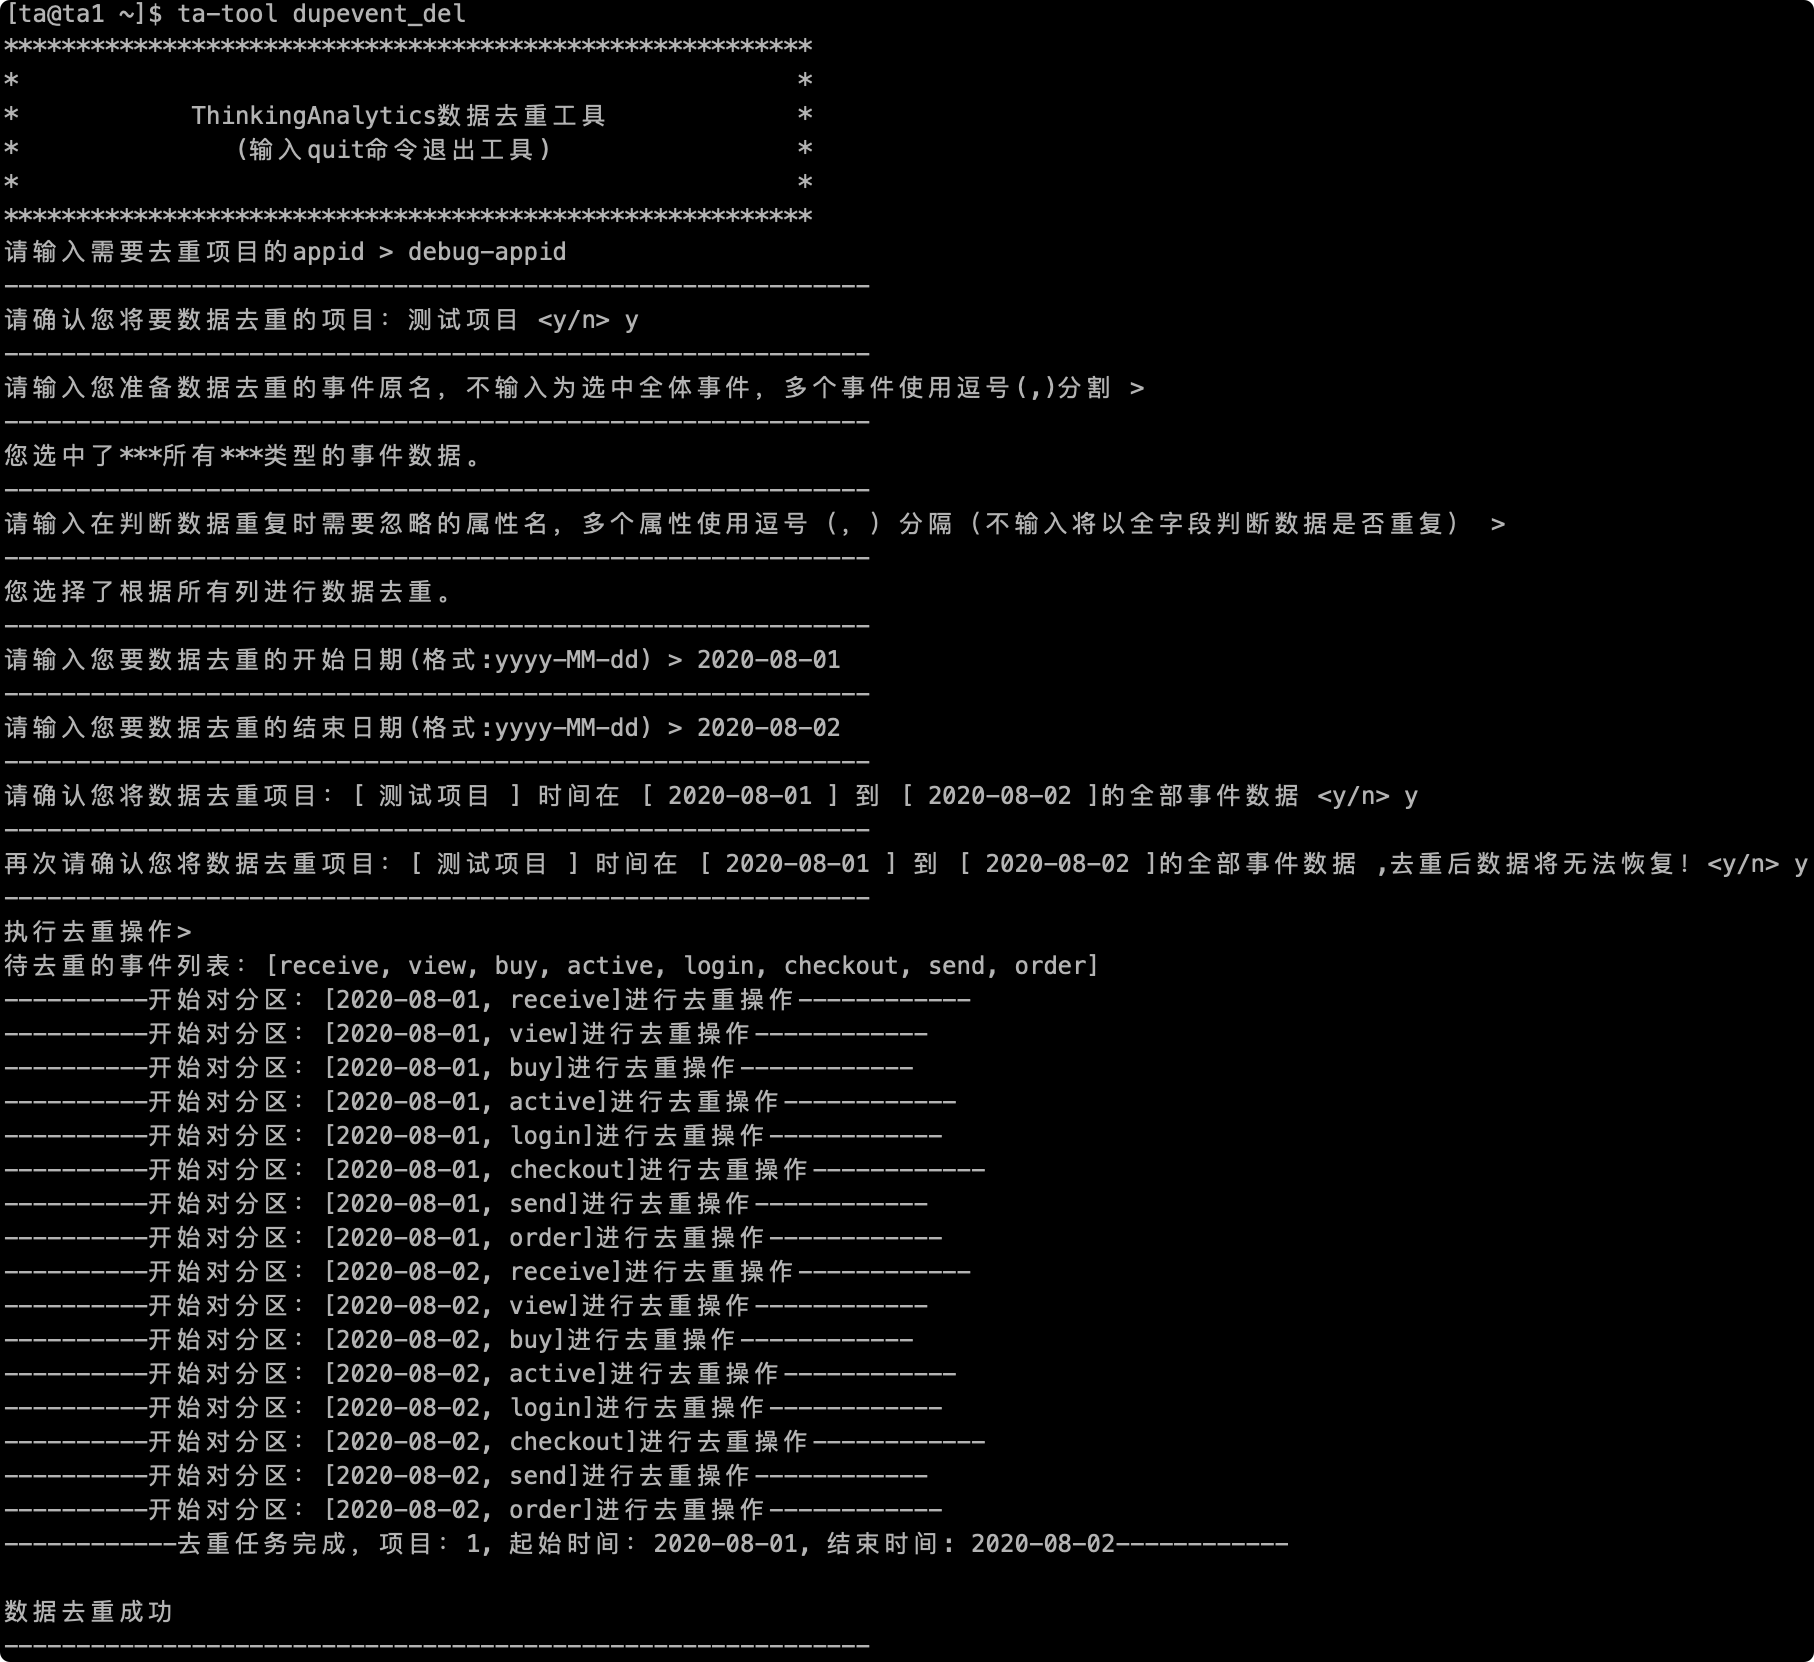 [ta@ta1 ~]$ ta-tool dupevent_del
********************************************************
*                                                      *
*            ThinkingAnalytics数据去重工具             *
*               (输入quit命令退出工具)                 *
*                                                      *
********************************************************
请输入需要去重项目的appid > debug-appid
------------------------------------------------------------
请确认您将要数据去重的项目: 测试项目 <y/n> y
------------------------------------------------------------
请输入您准备数据去重的事件原名，不输入为选中全体事件，多个事件使用逗号(,)分割 >
------------------------------------------------------------
您选中了***所有***类型的事件数据。
------------------------------------------------------------
请输入在判断数据重复时需要忽略的属性名，多个属性使用逗号（，）分隔（不输入将以全字段判断数据是否重复） >
------------------------------------------------------------
您选择了根据所有列进行数据去重。
------------------------------------------------------------
请输入您要数据去重的开始日期(格式:yyyy-MM-dd) > 2020-08-01
------------------------------------------------------------
请输入您要数据去重的结束日期(格式:yyyy-MM-dd) > 2020-08-02
------------------------------------------------------------
请确认您将数据去重项目: [ 测试项目 ] 时间在 [ 2020-08-01 ] 到 [ 2020-08-02 ]的全部事件数据 <y/n> y
------------------------------------------------------------
再次请确认您将数据去重项目: [ 测试项目 ] 时间在 [ 2020-08-01 ] 到 [ 2020-08-02 ]的全部事件数据 ,去重后数据将无法恢复! <y/n> y
------------------------------------------------------------
执行去重操作>
待去重的事件列表: [receive, view, buy, active, login, checkout, send, order]
----------开始对分区: [2020-08-01, receive]进行去重操作------------
----------开始对分区: [2020-08-01, view]进行去重操作------------
----------开始对分区: [2020-08-01, buy]进行去重操作------------
----------开始对分区: [2020-08-01, active]进行去重操作------------
----------开始对分区: [2020-08-01, login]进行去重操作------------
----------开始对分区: [2020-08-01, checkout]进行去重操作------------
----------开始对分区: [2020-08-01, send]进行去重操作------------
----------开始对分区: [2020-08-01, order]进行去重操作------------
----------开始对分区: [2020-08-02, receive]进行去重操作------------
----------开始对分区: [2020-08-02, view]进行去重操作------------
----------开始对分区: [2020-08-02, buy]进行去重操作------------
----------开始对分区: [2020-08-02, active]进行去重操作------------
----------开始对分区: [2020-08-02, login]进行去重操作------------
----------开始对分区: [2020-08-02, checkout]进行去重操作------------
----------开始对分区: [2020-08-02, send]进行去重操作------------
----------开始对分区: [2020-08-02, order]进行去重操作------------
------------去重任务完成, 项目: 1, 起始时间: 2020-08-01, 结束时间: 2020-08-02------------
数据去重成功
------------------------------------------------------------